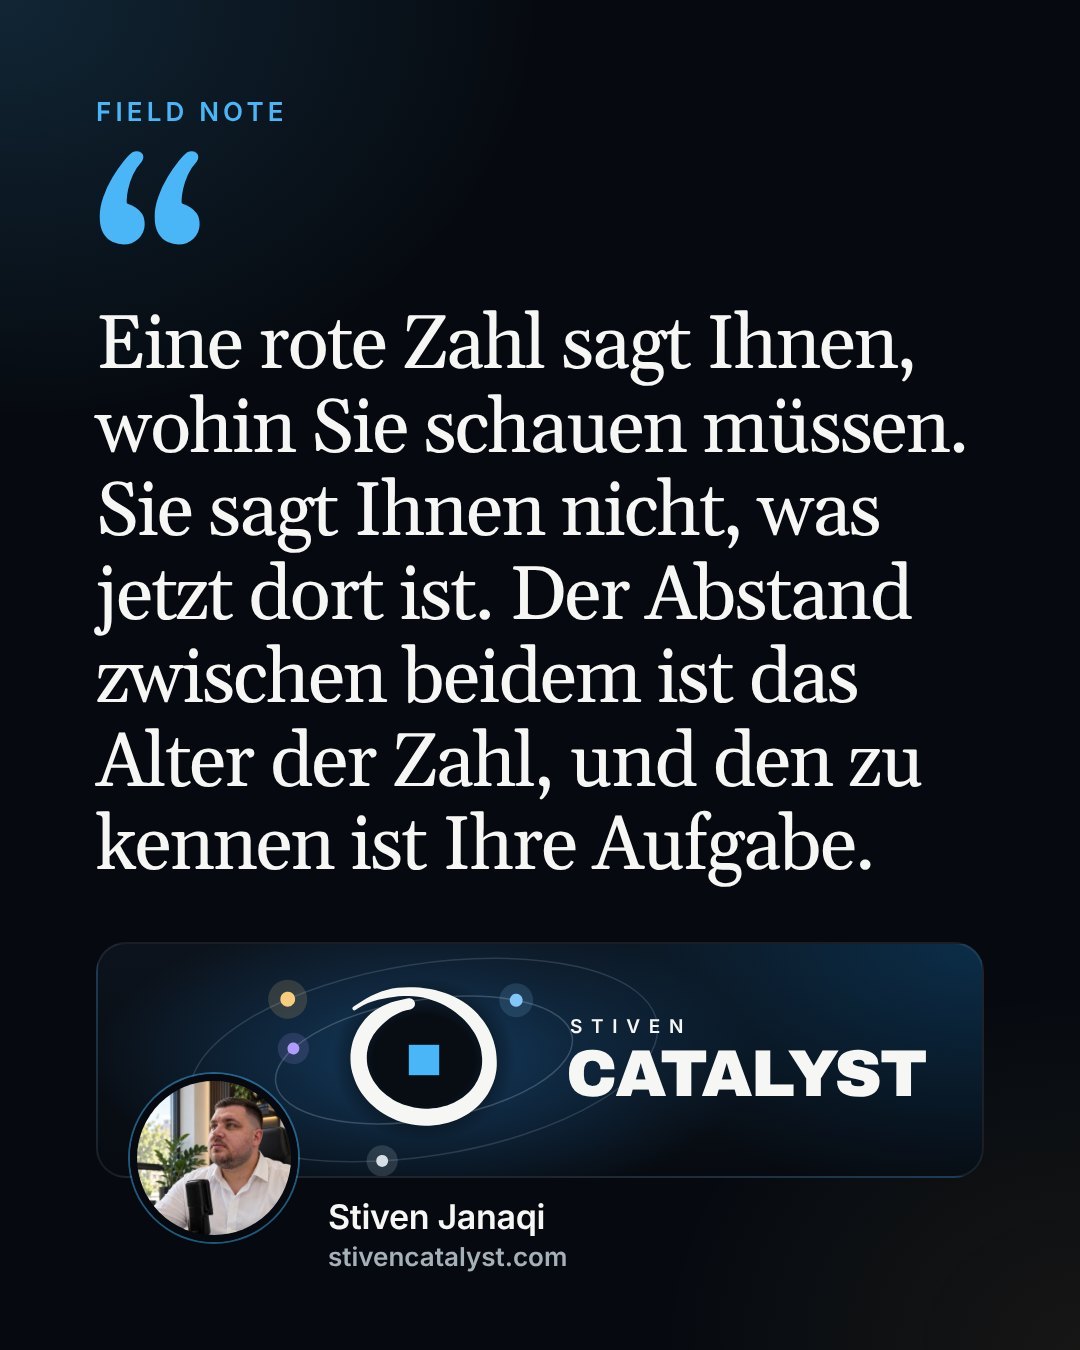 FIELD NOTE
“
Eine rote Zahl sagt Ihnen,
wohin Sie schauen müssen.
Sie sagt Ihnen nicht, was
jetzt dort ist. Der Abstand
zwischen beidem ist das
Alter der Zahl, und den zu
kennen ist Ihre Aufgabe.
STIVEN
CATALYST
Stiven Janaqi
stivencatalyst.com